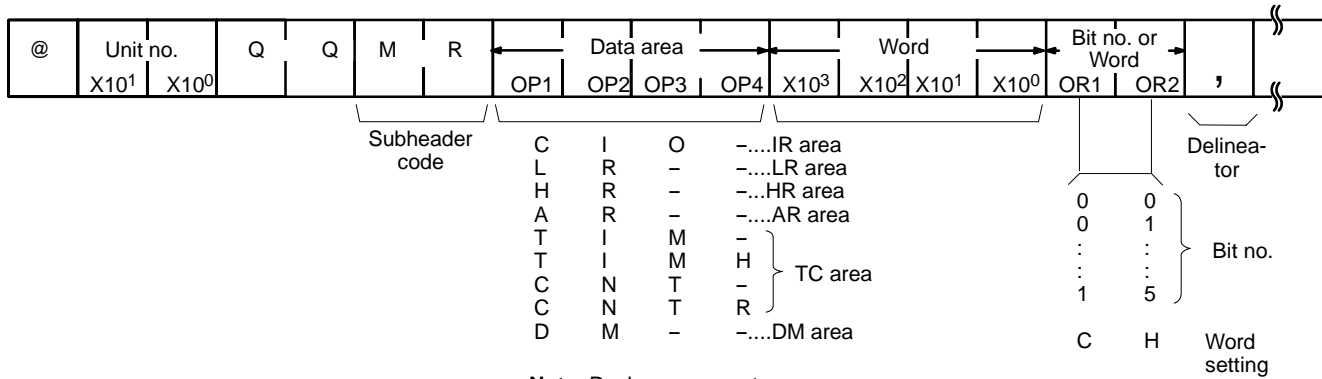 @ Unit no. Q Q M R Data area Word Bit no. or Word ,
X10¹ X10⁰ OP1 OP2 OP3 OP4 X10³ X10² X10¹ X10⁰ OR1 OR2
Subheader code
Delinea-
tor
C I O –....IR area
L R – –....LR area
H R – –....HR area
A R – –....AR area
T I M –
T I M H
C N T –
C N T R
TC area
D M – –....DM area
0 0
0 1
: :
: :
1 5
Bit no.
C H Word
setting